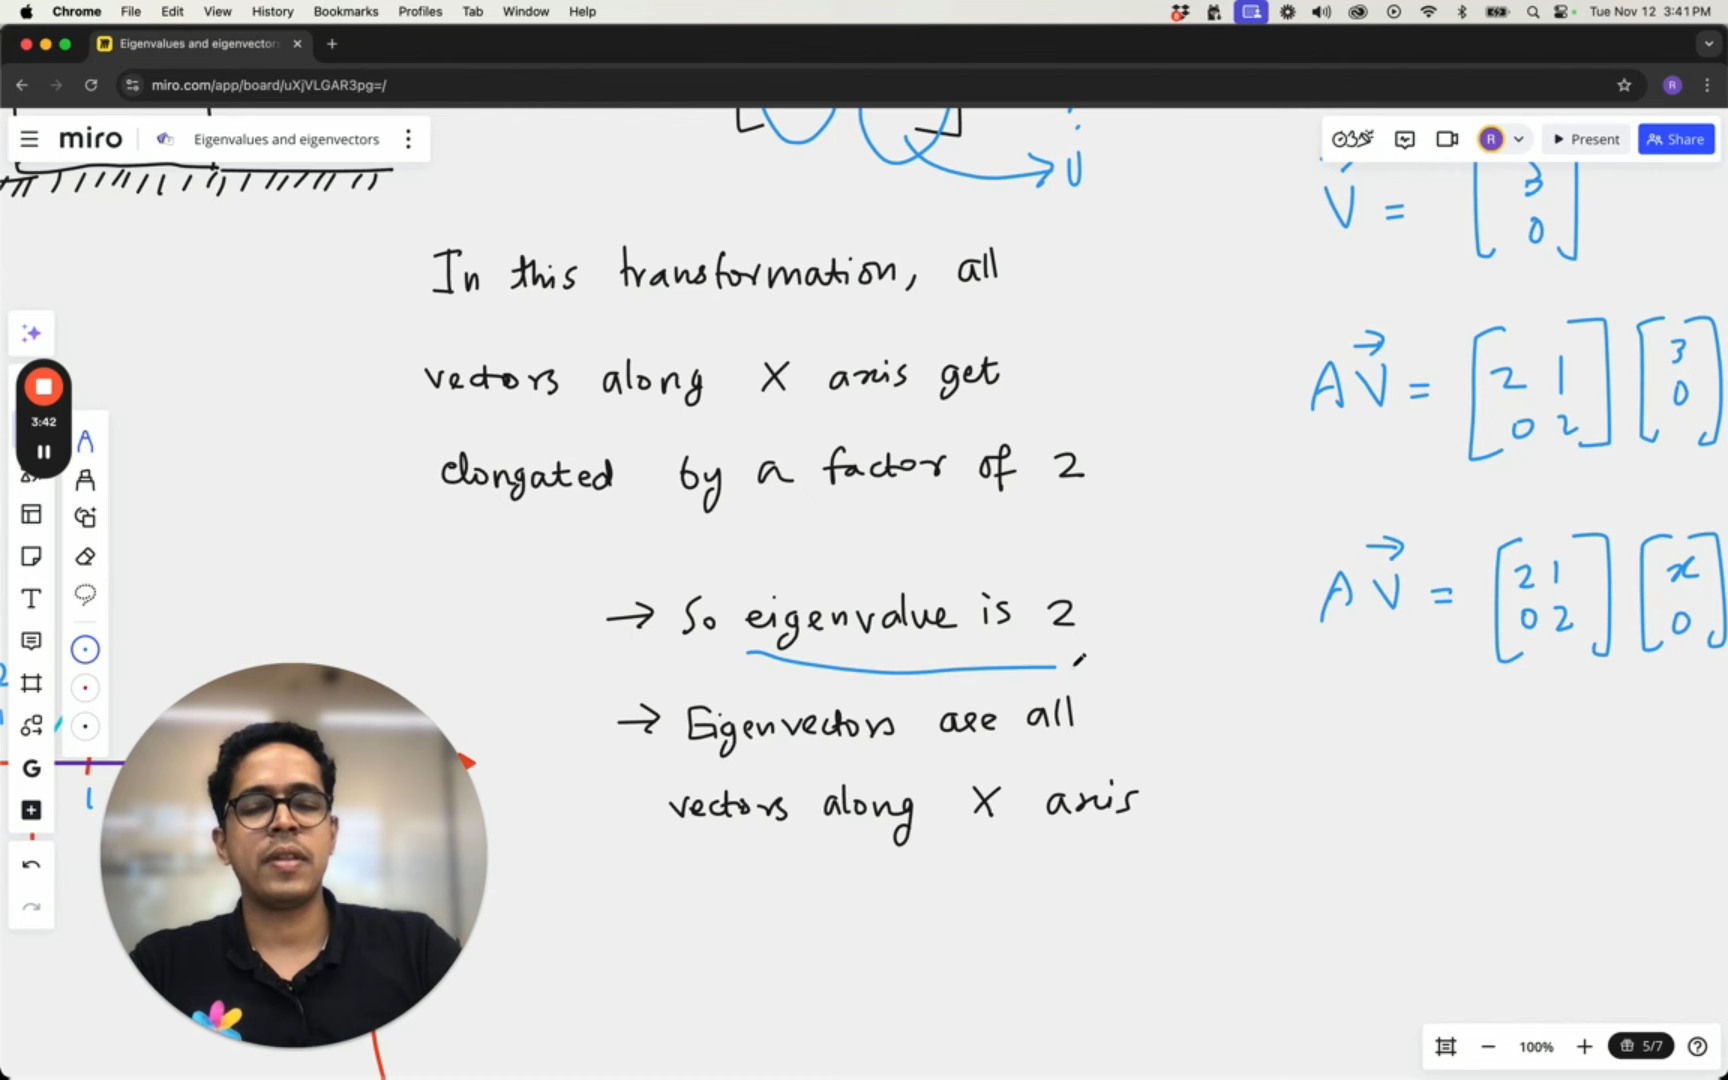 Chrome File Edit View History Bookmarks Profiles Tab Window Help Tue Nov 12 3:41 PM
Eigenvalues and eigenvector
miro.com/app/board/uXjVLGAR3pg=/ R
miro Eigenvalues and eigenvectors R Present Share
V = [3 0]
In this transformation, all
vectors along X axis get
elongated by a factor of 2
→ So eigenvalue is 2
→ Eigenvectors are all
vectors along X axis
AV = [2 1 0 2] [3 0]
AV = [2 1 0 2] [x 0]
3:42
T
G
1
100% 5/7